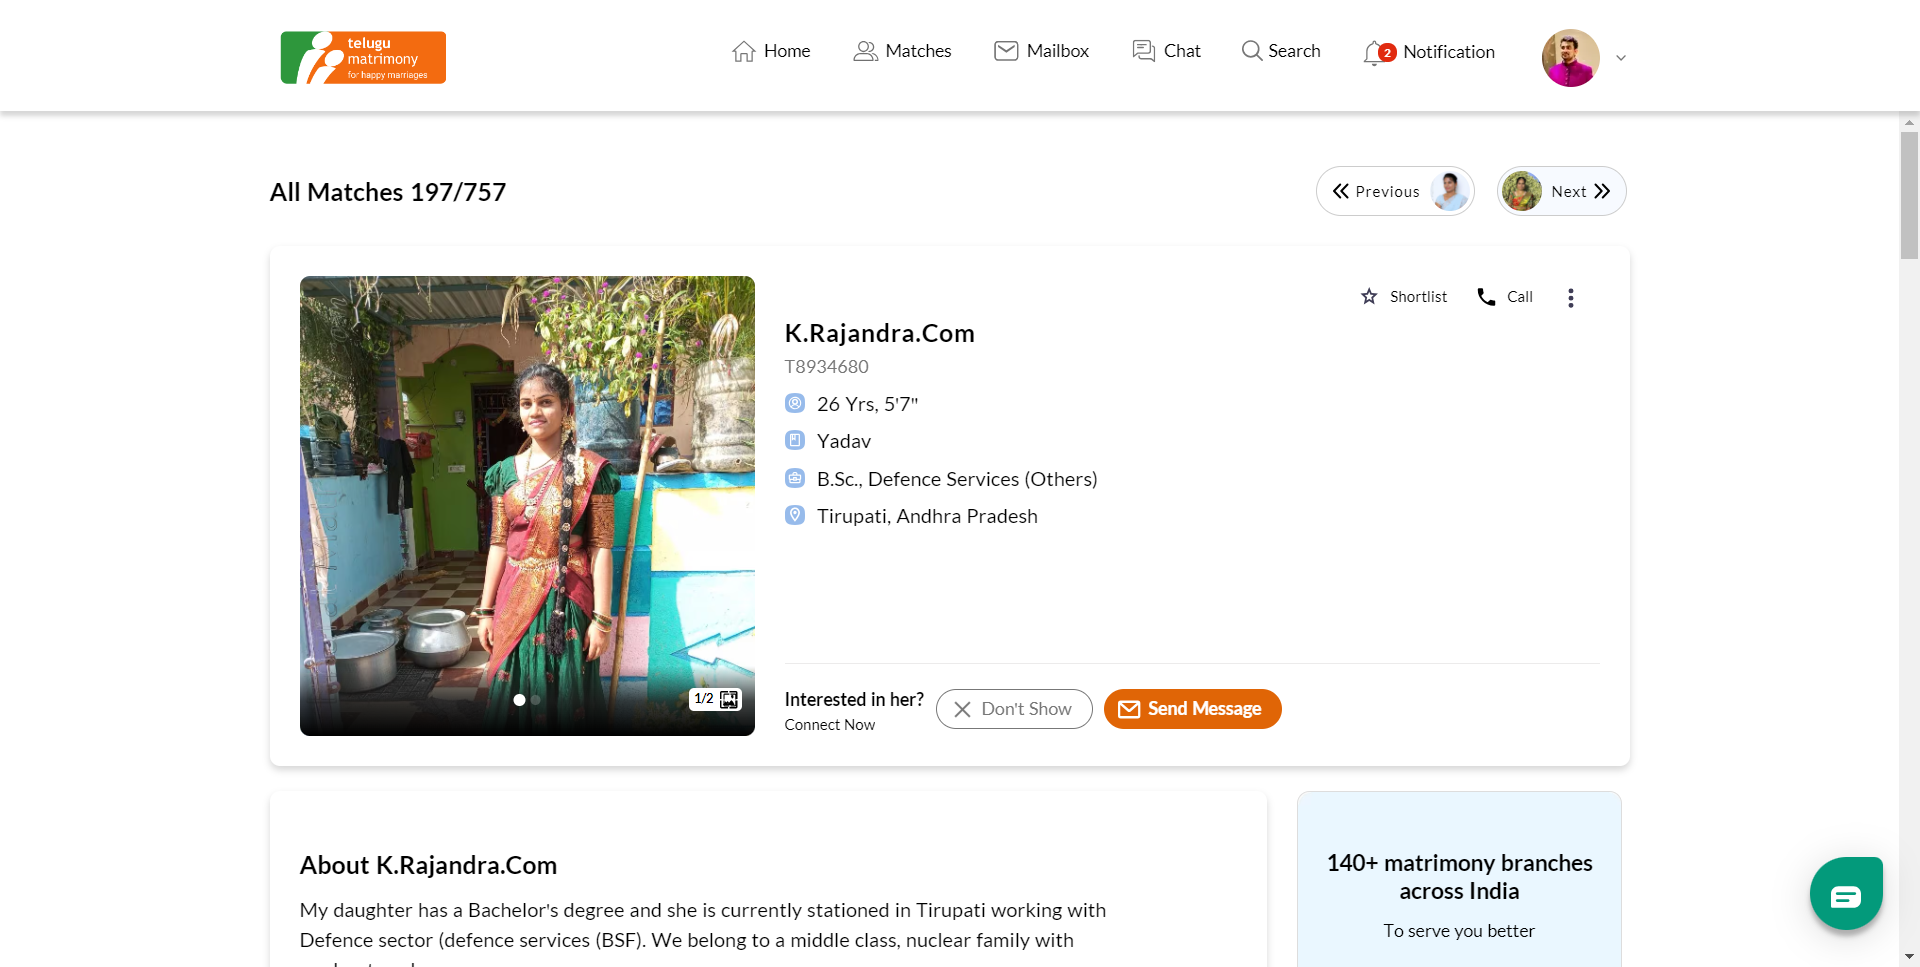 telugu
matrimony
for happy marriages
Home
Matches
Mailbox
Chat
Search
2
Notification
All Matches 197/757
Previous
Next
Shortlist
Call
K.Rajandra.Com
T8934680
26 Yrs, 5'7"
Yadav
B.Sc., Defence Services (Others)
Tirupati, Andhra Pradesh
1/2
Interested in her?
Connect Now
Don't Show
Send Message
About K.Rajandra.Com
My daughter has a Bachelor's degree and she is currently stationed in Tirupati working with
Defence sector (defence services (BSF). We belong to a middle class, nuclear family with
140+ matrimony branches
across India
To serve you better